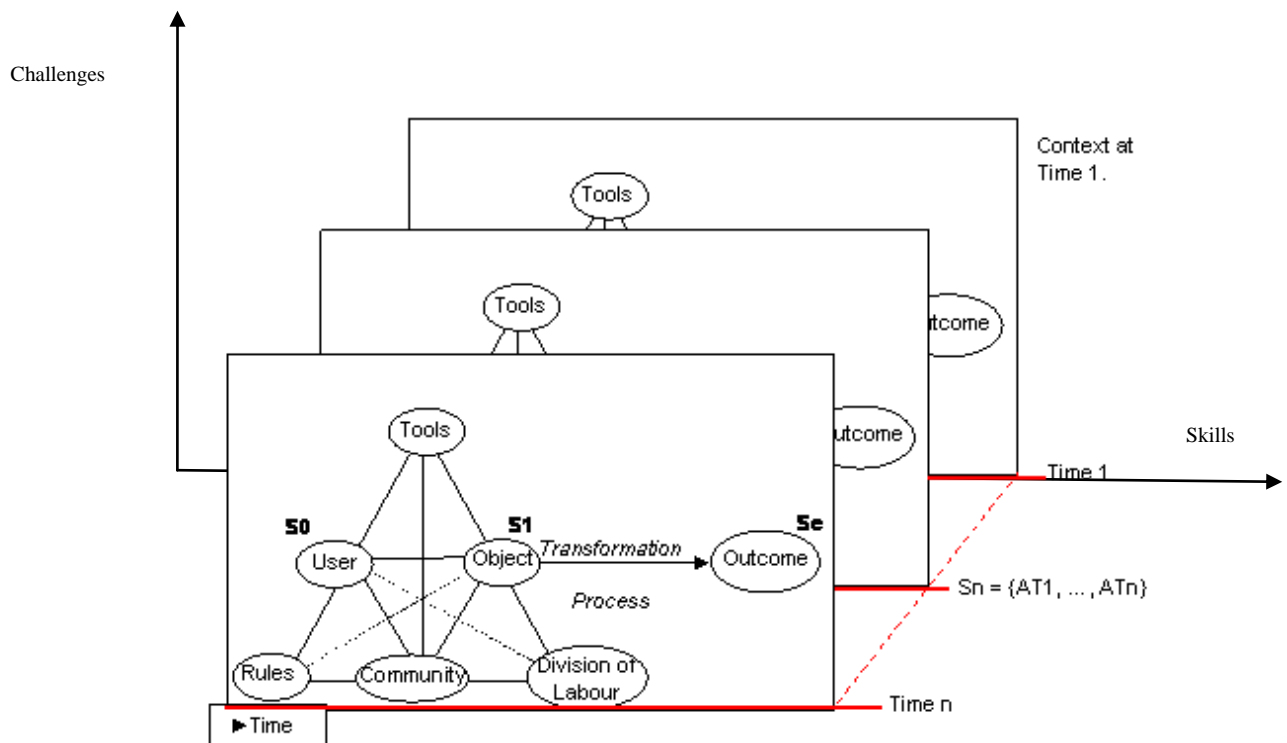 Challenges
Context at
Time 1.
Tools
Tools
tcome
utcome
Skills
Time 1
Tools
S0
S1
Se
User
Object
Transformation
Outcome
Process
Sn = {AT1, ... , ATn}
Rules
Community
Division of
Labour
Time n
►Time